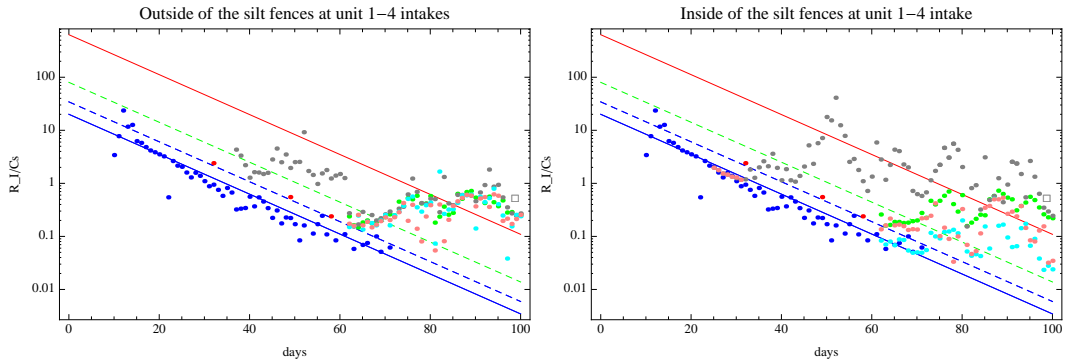 Outside of the silt fences at unit 1−4 intakes
R_I/Cs
100
10
1
0.1
0.01
0 20 40 60 80 100
days
Inside of the silt fences at unit 1−4 intake
R_I/Cs
100
10
1
0.1
0.01
0 20 40 60 80 100
days